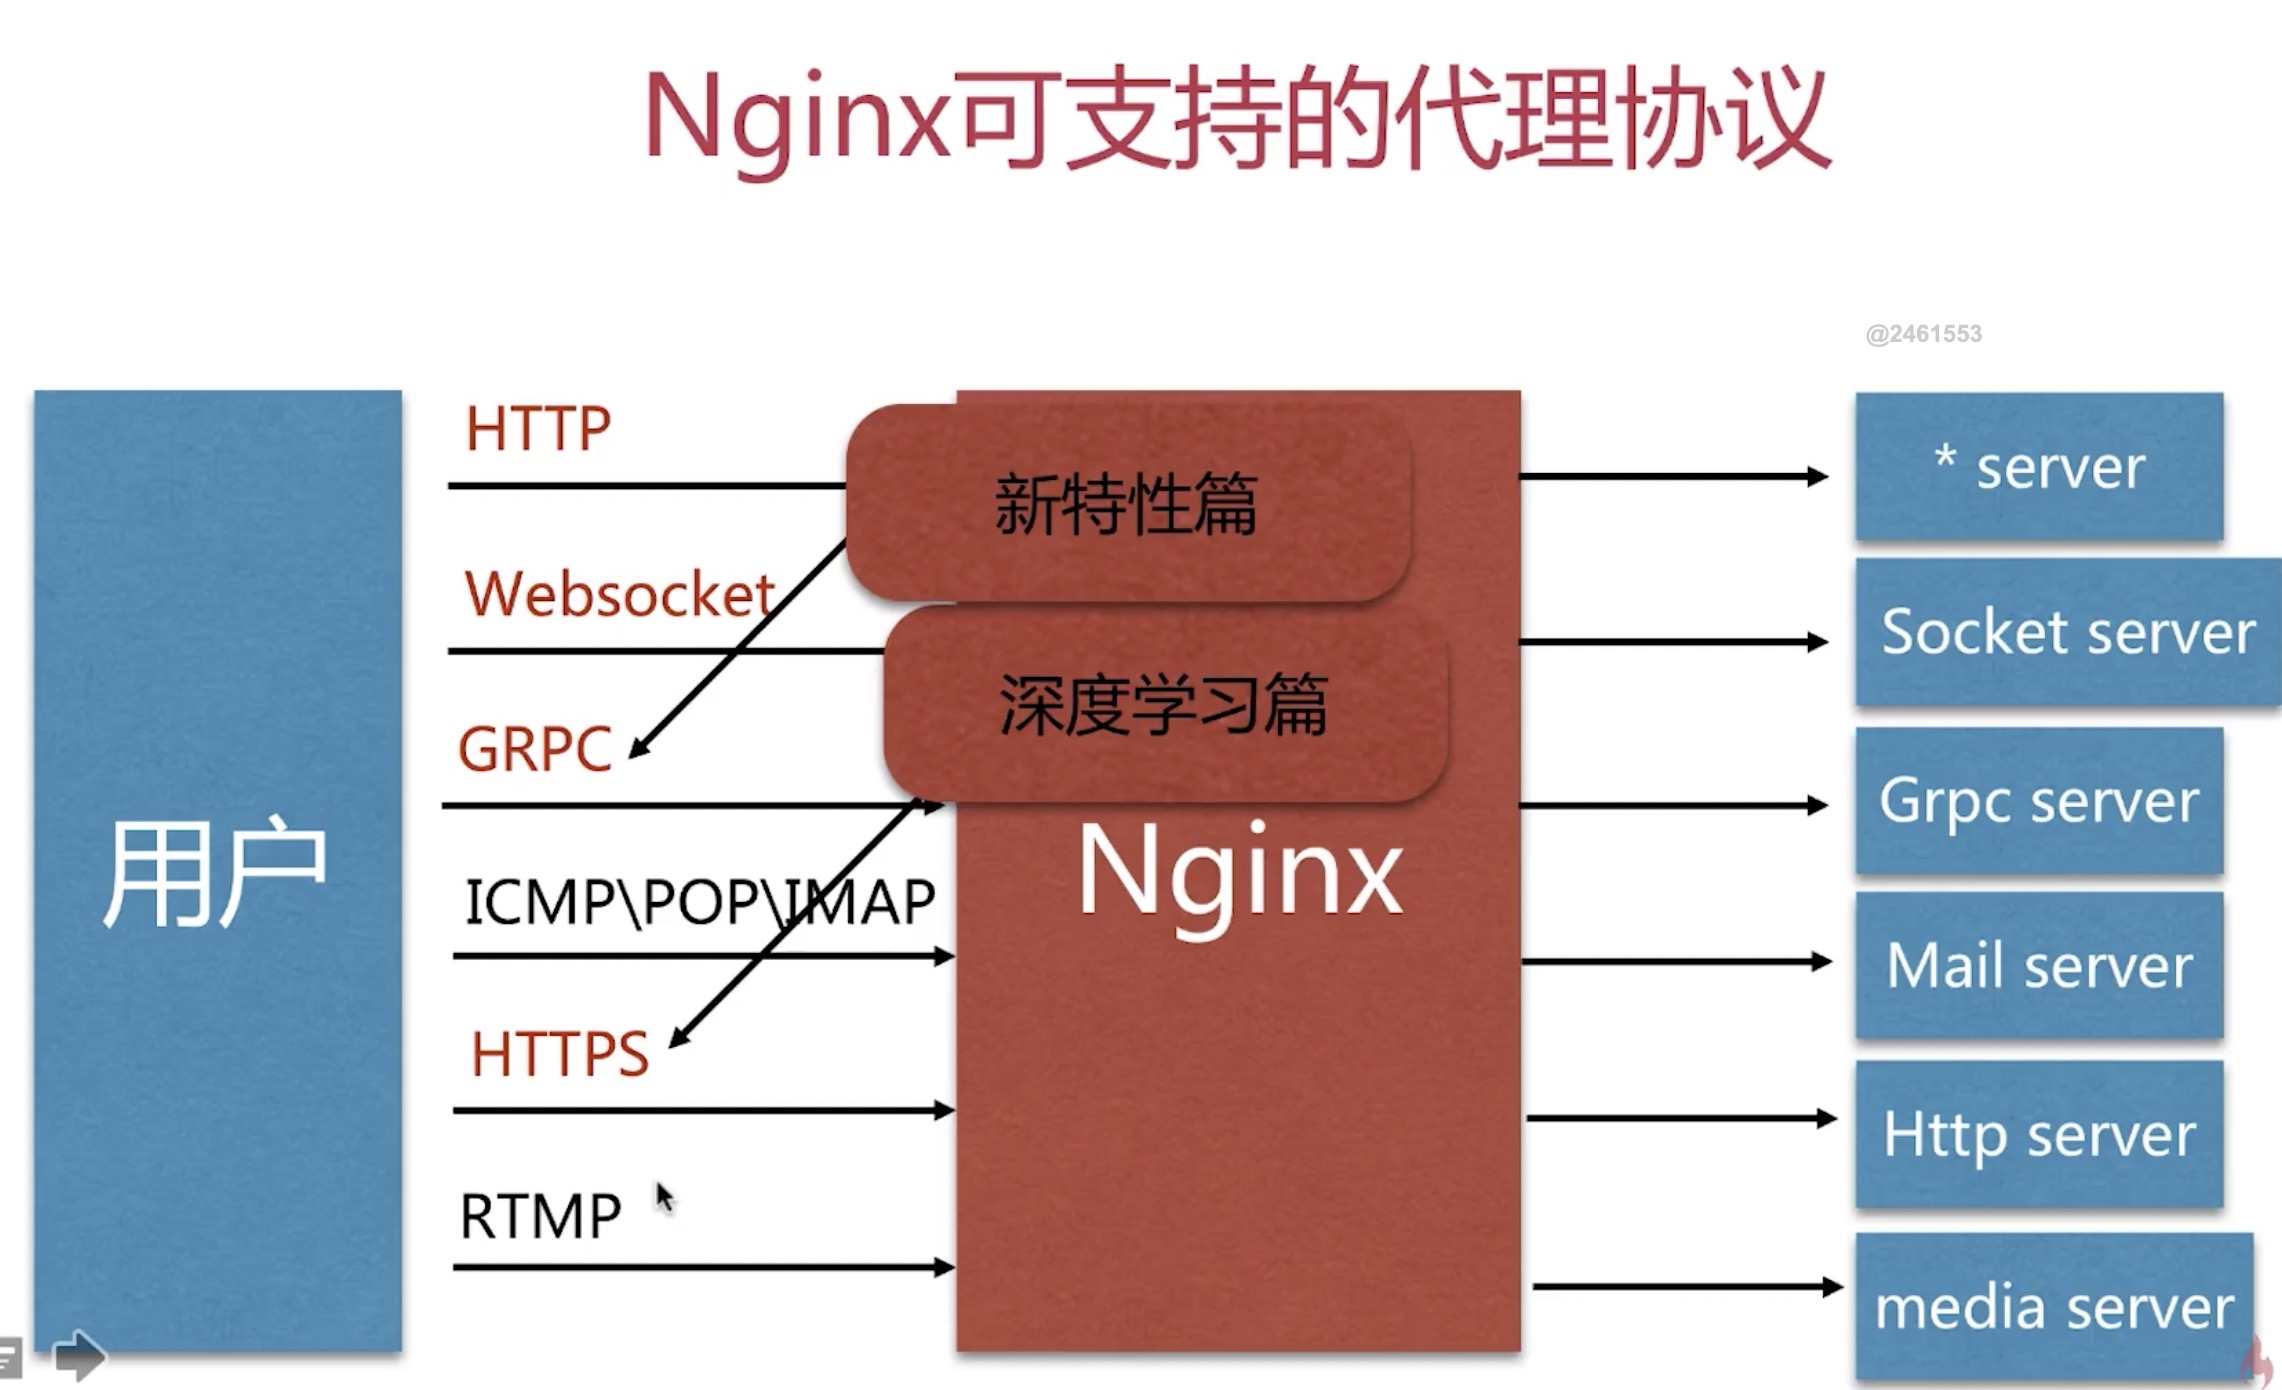 Nginx可支持的代理协议
@2461553
用户
HTTP
Websocket
GRPC
ICMP\POP\IMAP
HTTPS
RTMP
新特性篇
深度学习篇
Nginx
* server
Socket server
Grpc server
Mail server
Http server
media server